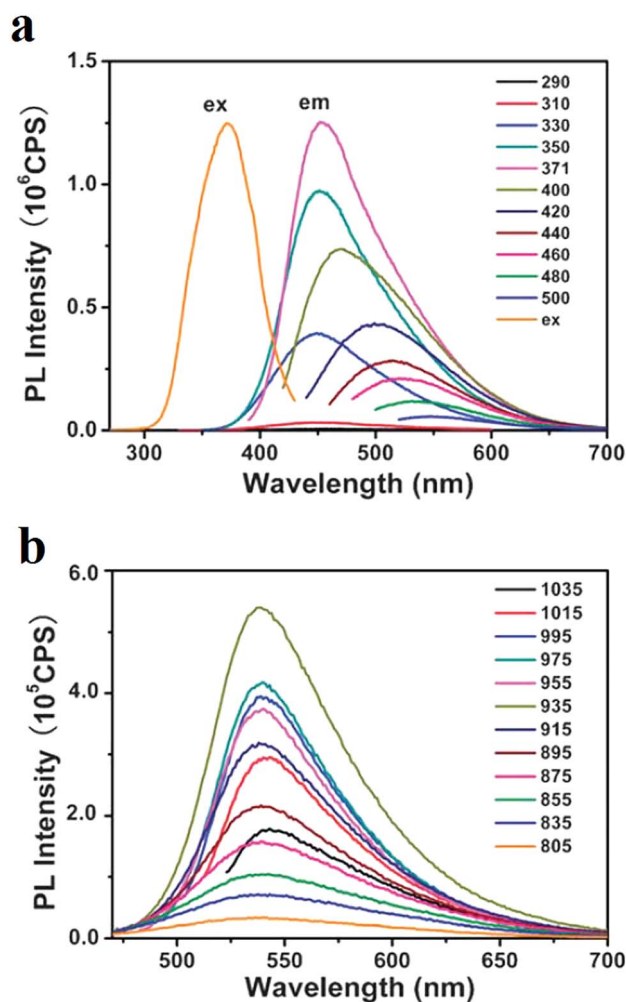 a
1.5
1.0
0.5
0.0
PL Intensity (10⁶CPS)
ex
em
290
310
330
350
371
400
420
440
460
480
500
ex
300 400 500 600 700
Wavelength (nm)
b
6.0
4.0
2.0
0.0
PL Intensity (10⁵CPS)
1035
1015
995
975
955
935
915
895
875
855
835
805
500 550 600 650 700
Wavelength (nm)